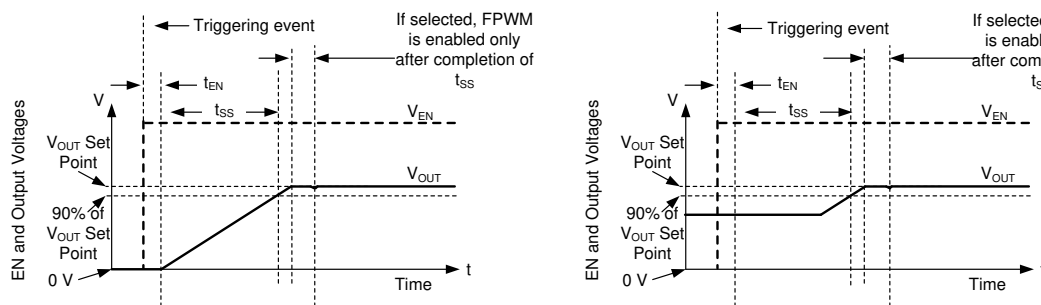 Triggering event
If selected, FPWM
is enabled only
after completion of
tSS
tEN
tSS
V
VEN
VOUT Set
Point
VOUT
90% of
VOUT Set
Point
0 V
t
Time
EN and Output Voltages
Triggering event
If selecte
is enab
after com
tEN
tSS
V
VEN
VOUT Set
Point
VOUT
90% of
VOUT Set
Point
0 V
Time
EN and Output Voltages